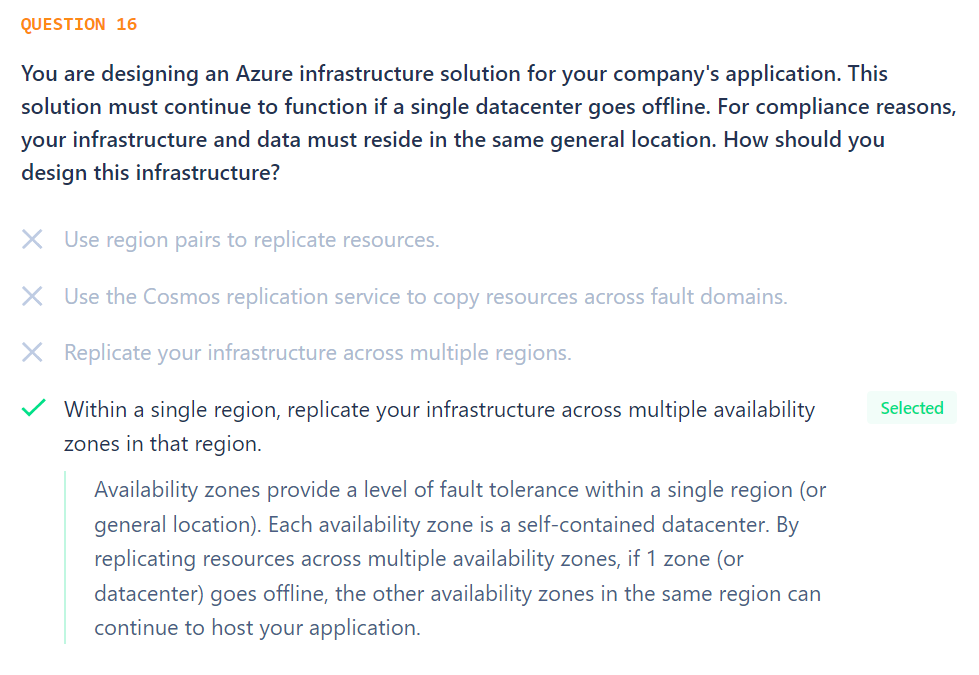 QUESTION 16
You are designing an Azure infrastructure solution for your company's application. This
solution must continue to function if a single datacenter goes offline. For compliance reasons,
your infrastructure and data must reside in the same general location. How should you
design this infrastructure?
Use region pairs to replicate resources.
Use the Cosmos replication service to copy resources across fault domains.
Replicate your infrastructure across multiple regions.
Within a single region, replicate your infrastructure across multiple availability
zones in that region.
Selected
Availability zones provide a level of fault tolerance within a single region (or
general location). Each availability zone is a self-contained datacenter. By
replicating resources across multiple availability zones, if 1 zone (or
datacenter) goes offline, the other availability zones in the same region can
continue to host your application.